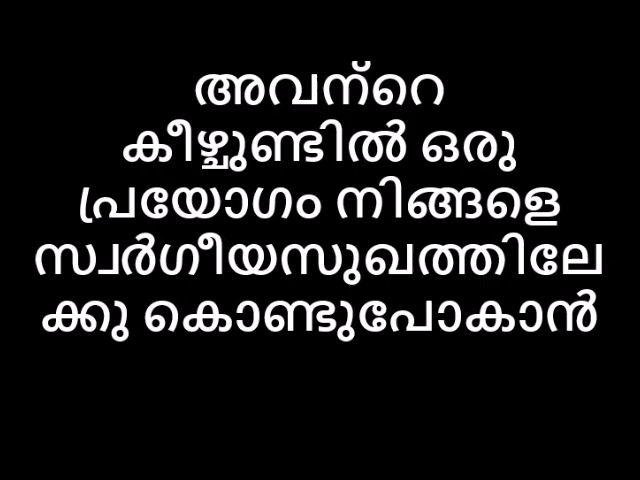 അവന്റെ
കീഴ്ച്ചുണ്ടിൽ ഒരു
പ്രയോഗം നിങ്ങളെ
സ്വർഗീയസുഖത്തിലേ
ക്കു കൊണ്ടുപോകാൻ